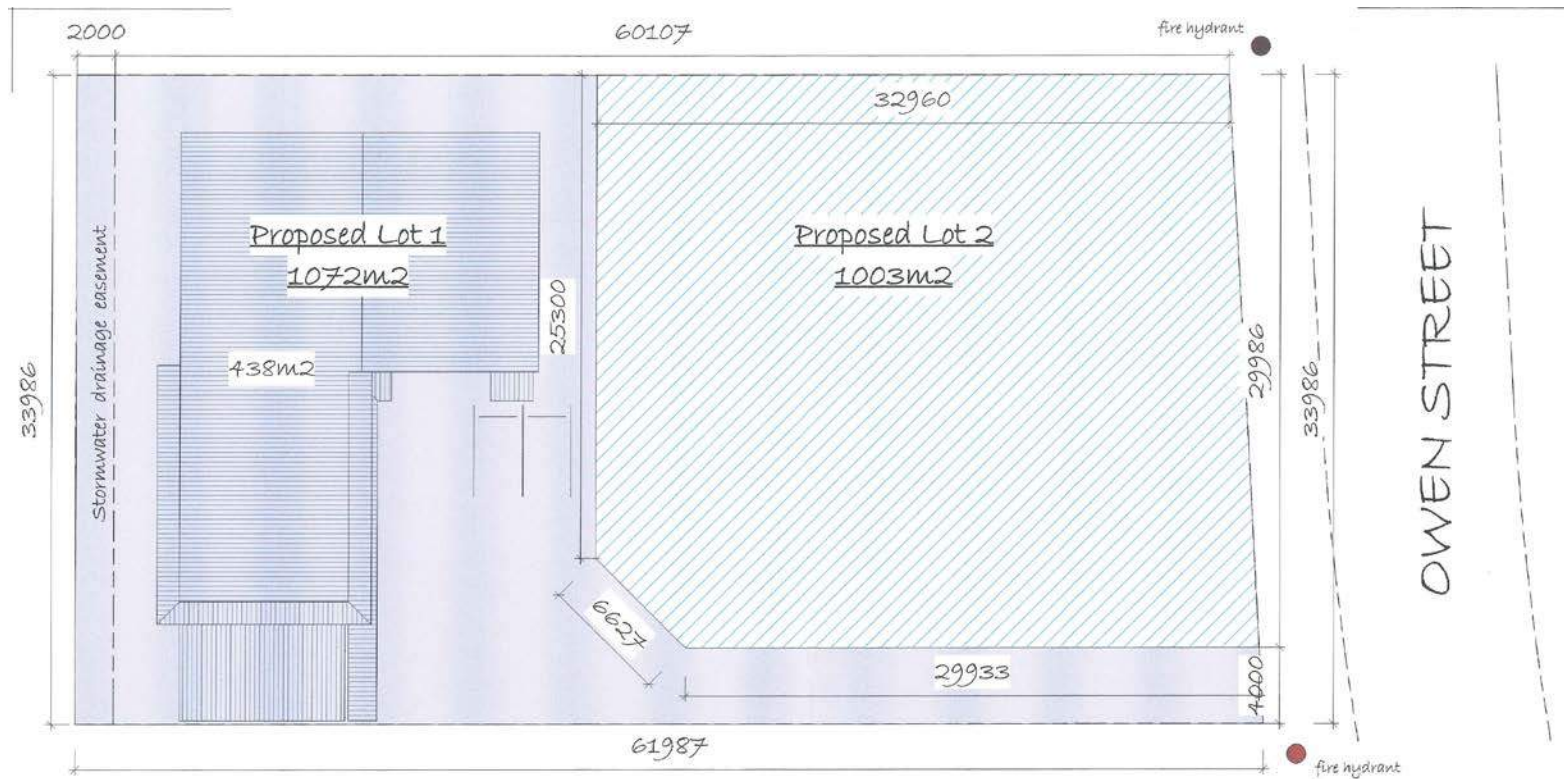 2000
60107
fire hydrant
32960
Proposed Lot 1
1072m2
Proposed Lot 2
1003m2
Stormwater drainage easement
25300
438m2
33986
29986
33986
OWEN STREET
6627
29933
4000
61987
fire hydrant